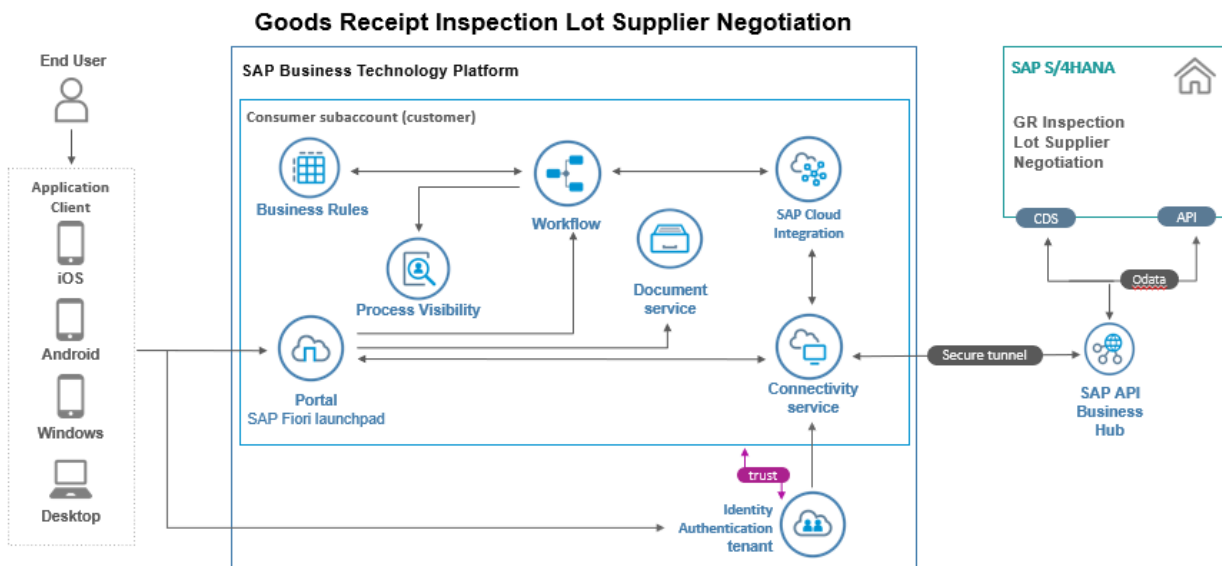 Goods Receipt Inspection Lot Supplier Negotiation
End User
Application
Client
iOS
Android
Windows
Desktop
SAP Business Technology Platform
Consumer subaccount (customer)
Business Rules
Workflow
SAP Cloud
Integration
Process Visibility
Document
service
Portal
SAP Fiori launchpad
Connectivity
service
trust
Identity
Authentication
tenant
Secure tunnel
SAP S/4HANA
GR Inspection
Lot Supplier
Negotiation
CDS
API
Odata
SAP API
Business
Hub